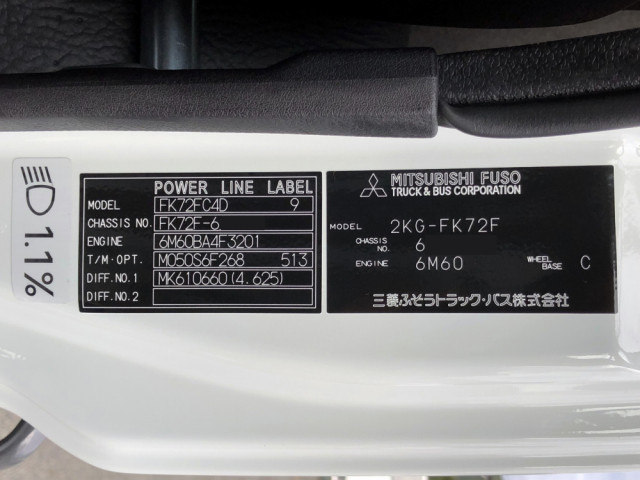 1.1%
POWER LINE LABEL
MODEL FK72FC4D 9
CHASSIS NO. FK72F-6
ENGINE 6M60BA4F3201
T/M·OPT. MO50S6F268 513
DIFF.NO.1 MK610660(4.625)
DIFF.NO.2
MITSUBISHI FUSO
TRUCK & BUS CORPORATION
MODEL 2KG-FK72F
CHASSIS NO. 6
ENGINE 6M60 WHEEL BASE C
三菱ふそうトラック・バス株式会社